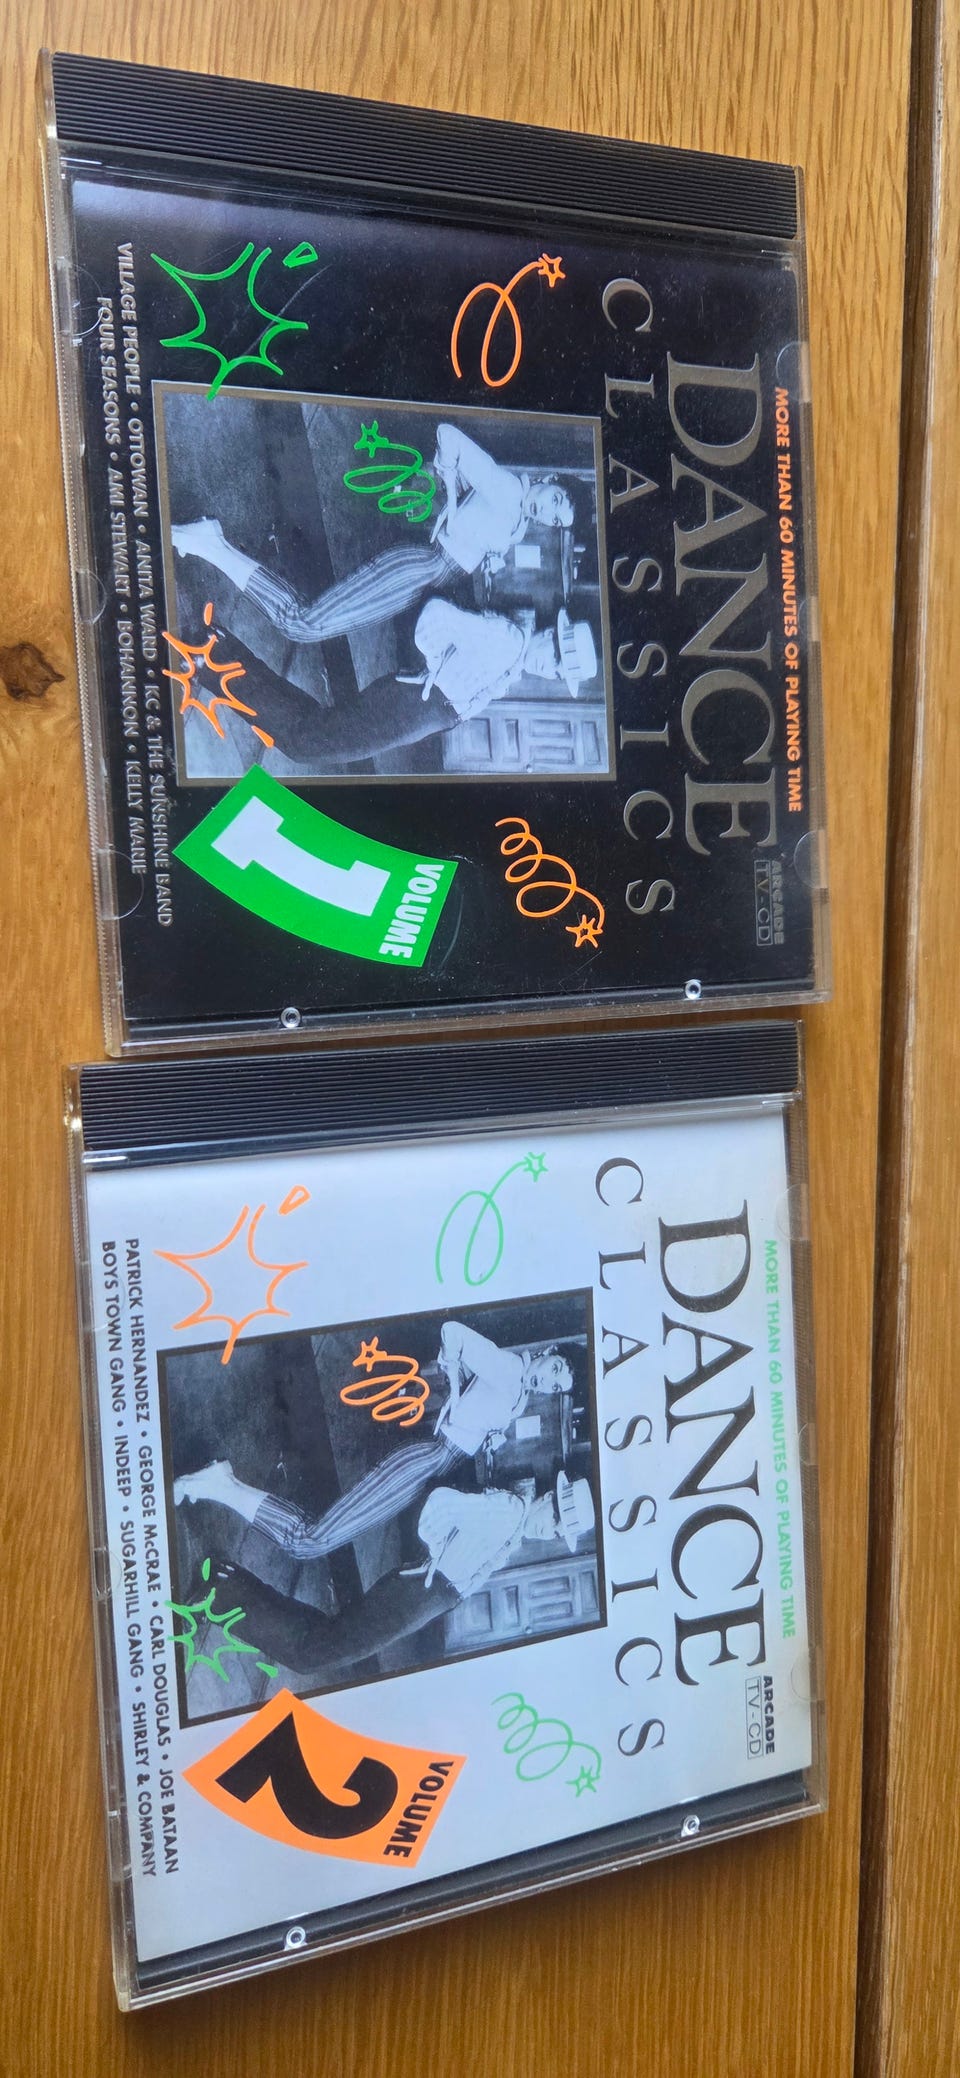 MORE THAN 60 MINUTES OF PLAYING TIME
ARCADE
TV-CD
DANCE
CLASSICS
VOLUME
1
VILLAGE PEOPLE • OTTOWAN • ANITA WARD • KC & THE SUNSHINE BAND
FOUR SEASONS • AMI STEWART • BOHANNON • KELLY MARIE
MORE THAN 60 MINUTES OF PLAYING TIME
ARCADE
TV-CD
DANCE
CLASSICS
VOLUME
2
PATRICK HERNANDEZ • GEORGE McCRAE • CARL DOUGLAS • JOE BATAAN
BOYS TOWN GANG • INDEEP • SUGARHILL GANG • SHIRLEY & COMPANY